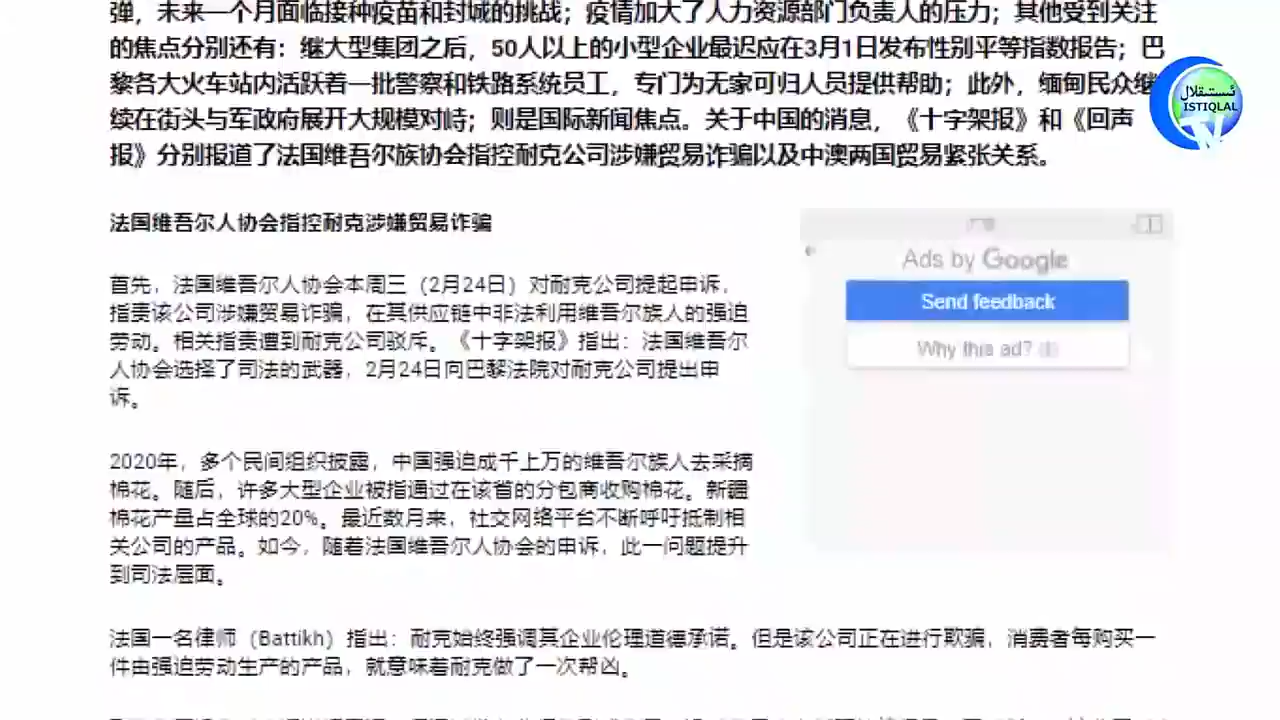 弹，未来一个月面临接种疫苗和封城的挑战；疫情加大了人力资源部门负责人的压力；其他受到关注
的焦点分别还有：继大型集团之后，50人以上的小型企业最迟应在3月1日发布性别平等指数报告；巴
黎各大火车站内活跃着一批警察和铁路系统员工，专门为无家可归人员提供帮助；此外，缅甸民众继
续在街头与军政府展开大规模对峙；则是国际新闻焦点。关于中国的消息，《十字架报》和《回声
报》分别报道了法国维吾尔族协会指控耐克公司涉嫌贸易诈骗以及中澳两国贸易紧张关系。
ئىستىقلال
ISTIQLAL
TV
法国维吾尔人协会指控耐克涉嫌贸易诈骗
首先，法国维吾尔人协会本周三（2月24日）对耐克公司提起申诉，
指责该公司涉嫌贸易诈骗，在其供应链中非法利用维吾尔族人的强迫
劳动。相关指责遭到耐克公司驳斥。《十字架报》指出：法国维吾尔
人协会选择了司法的武器，2月24日向巴黎法院对耐克公司提出申
诉。
广告
Ads by Google
Send feedback
Why this ad?
2020年，多个民间组织披露，中国强迫成千上万的维吾尔族人去采摘
棉花。随后，许多大型企业被指通过在该省的分包商收购棉花。新疆
棉花产量占全球的20%。最近数月来，社交网络平台不断呼吁抵制相
关公司的产品。如今，随着法国维吾尔人协会的申诉，此一问题提升
到司法层面。
法国一名律师（Battikh）指出：耐克始终强调其企业伦理道德承诺。但是该公司正在进行欺骗，消费者每购买一
件由强迫劳动生产的产品，就意味着耐克做了一次帮凶。